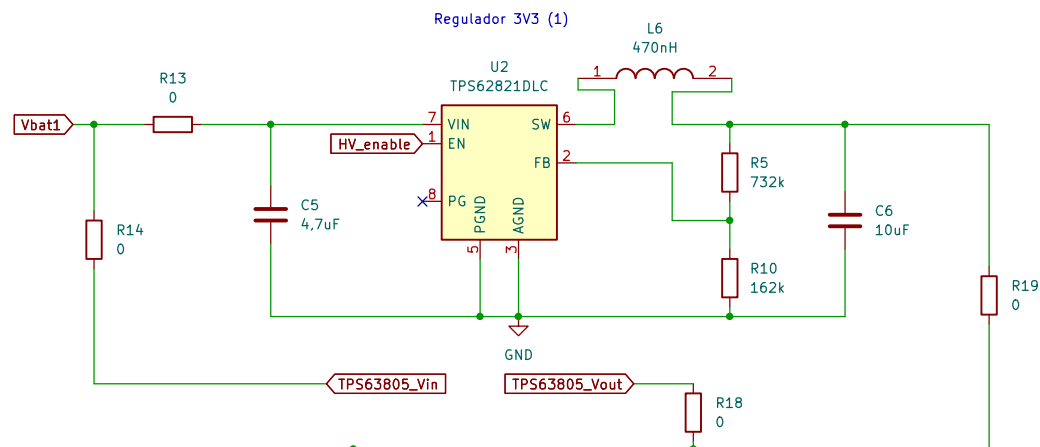 Regulador 3V3 (1)
L6
470nH
1
2
R13
0
U2
TPS62821DLC
Vbat1
7
VIN
SW
6
HV_enable
1
EN
FB
2
R5
732k
8
PG
PGND
AGND
5
3
C5
4,7uF
C6
10uF
R14
0
R10
162k
R19
0
GND
TPS63805_Vin
TPS63805_Vout
R18
0